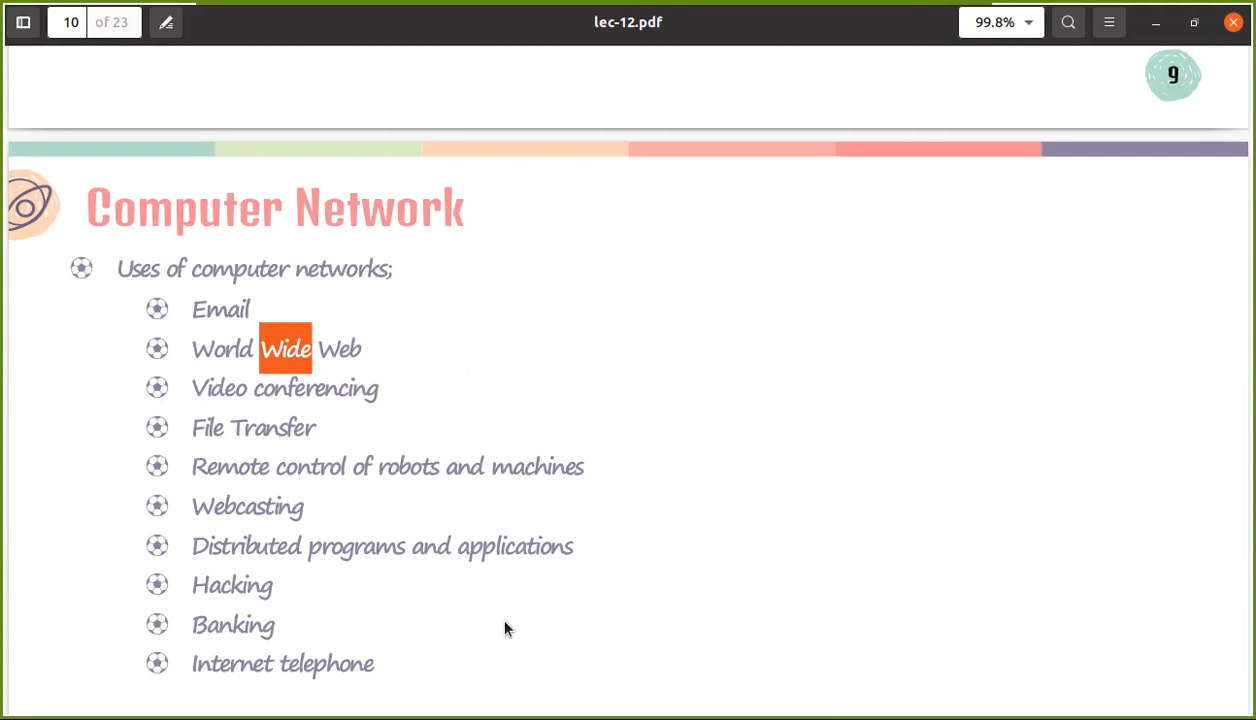 10 of 23
lec-12.pdf
99.8%
9
Computer Network
Uses of computer networks;
Email
World Wide Web
Video conferencing
File Transfer
Remote control of robots and machines
Webcasting
Distributed programs and applications
Hacking
Banking
Internet telephone